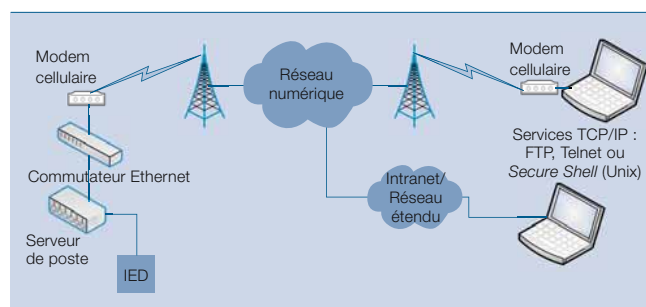 Modem
cellulaire
Réseau
numérique
Modem
cellulaire
Services TCP/IP :
FTP, Telnet ou
Secure Shell (Unix)
Commutateur Ethernet
Intranet/
Réseau
étendu
Serveur
de poste
IED